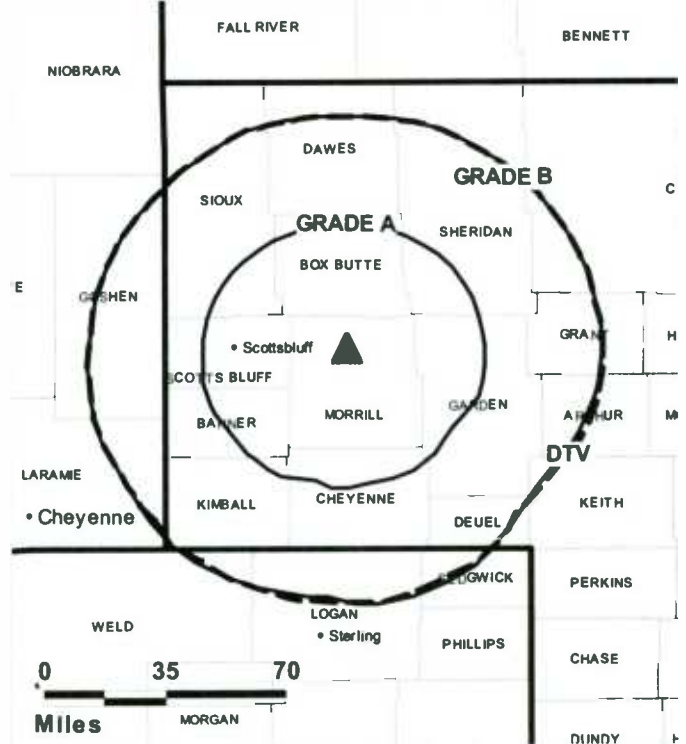 FALL RIVER
BENNETT
NIOBRARA
DAWES
GRADE B
C
SIOUX
GRADE A
SHERIDAN
BOX BUTTE
E
GOSHEN
GRANT
H
Scottsbluff
SCOTTS BLUFF
GARDEN
MORRILL
ARTHUR
BANNER
DTV
LARAMIE
CHEYENNE
KIMBALL
KEITH
Cheyenne
DEUEL
SEDGWICK
PERKINS
LOGAN
WELD
Sterling
PHILLIPS
CHASE
0 35 70
Miles
MORGAN
DUNDY